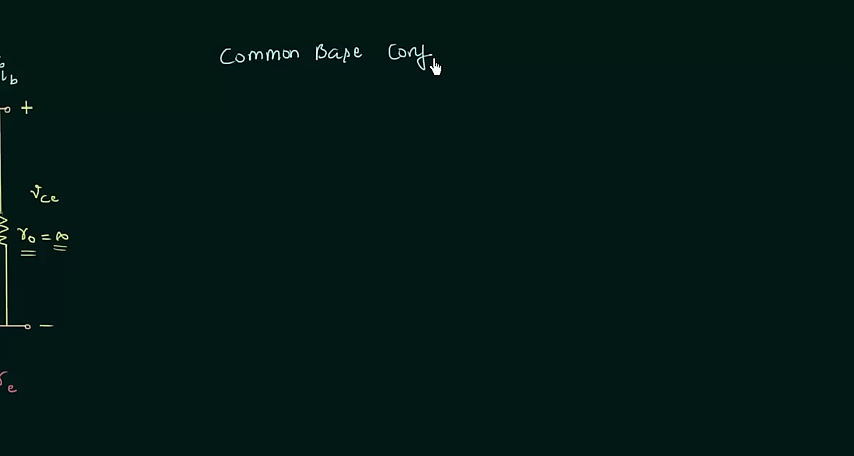 Common Base Conf
i_b
+
v_ce
r_o = ∞
−
r_e